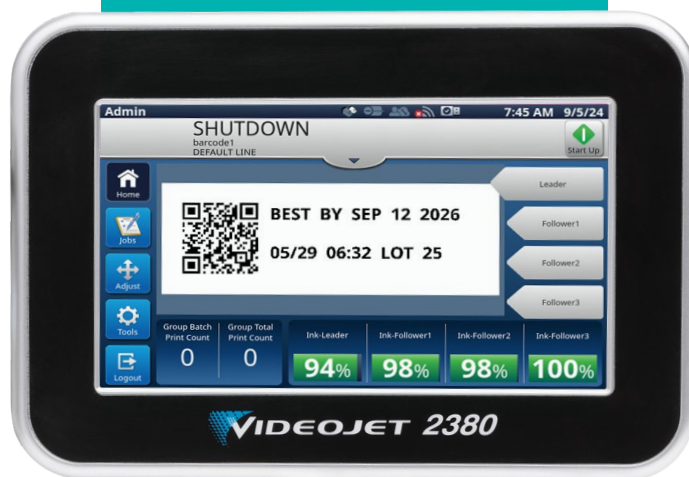 Admin
7:45 AM 9/5/24
SHUTDOWN
barcode1
DEFAULT LINE
Start Up
Home
Jobs
Adjust
Tools
Logout
BEST BY SEP 12 2026
05/29 06:32 LOT 25
Leader
Follower1
Follower2
Follower3
Group Batch
Print Count
0
Group Total
Print Count
0
Ink-Leader
94%
Ink-Follower1
98%
Ink-Follower2
98%
Ink-Follower3
100%
VIDEOJET 2380